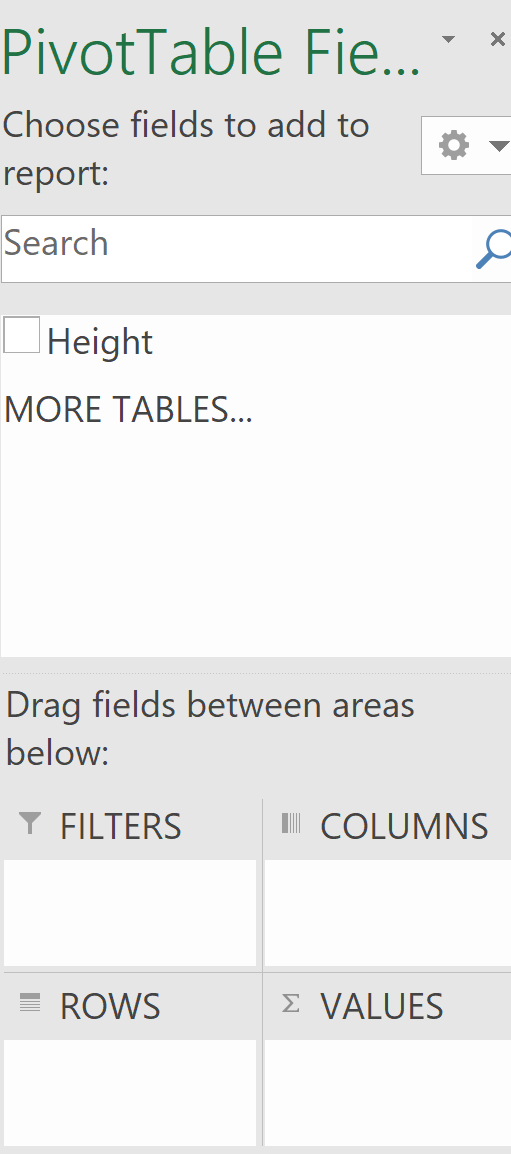 PivotTable Fie...
Choose fields to add to
report:
Search
Height
MORE TABLES...
Drag fields between areas
below:
FILTERS
COLUMNS
ROWS
VALUES